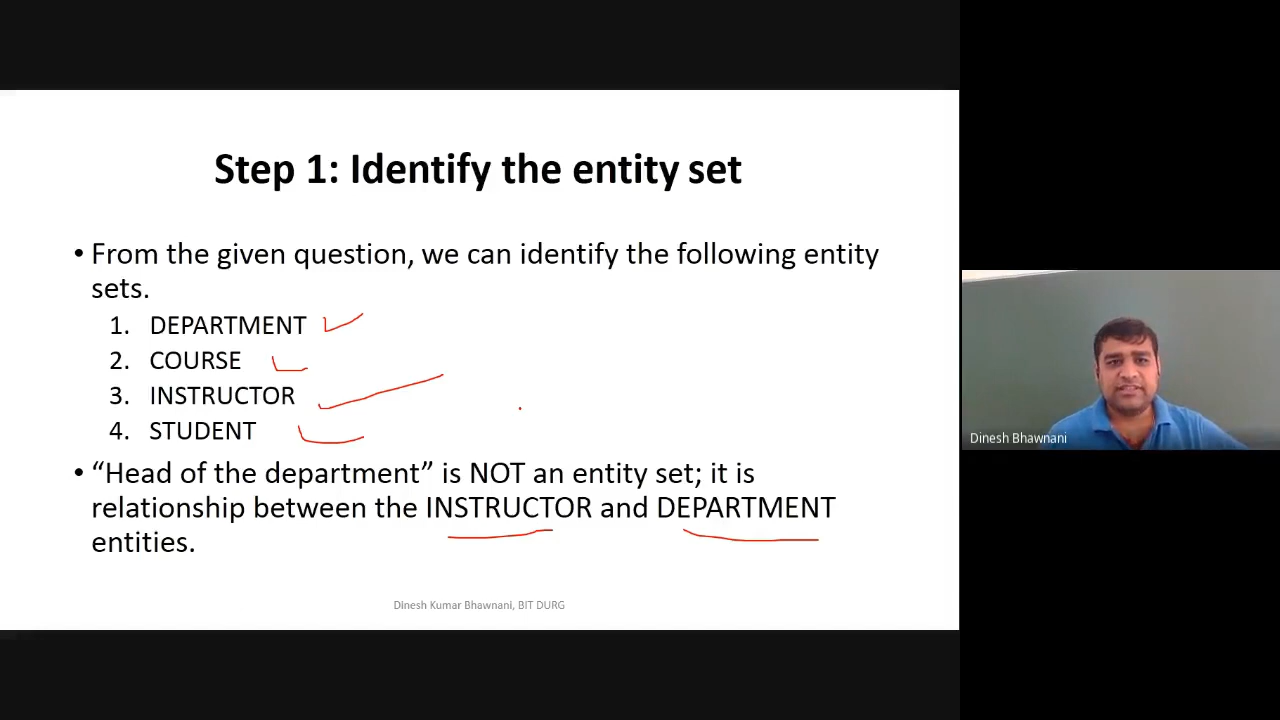 Step 1: Identify the entity set
• From the given question, we can identify the following entity
sets.
1. DEPARTMENT
2. COURSE
3. INSTRUCTOR
4. STUDENT
• “Head of the department” is NOT an entity set; it is
relationship between the INSTRUCTOR and DEPARTMENT
entities.
Dinesh Kumar Bhawnani, BIT DURG
Dinesh Bhawnani